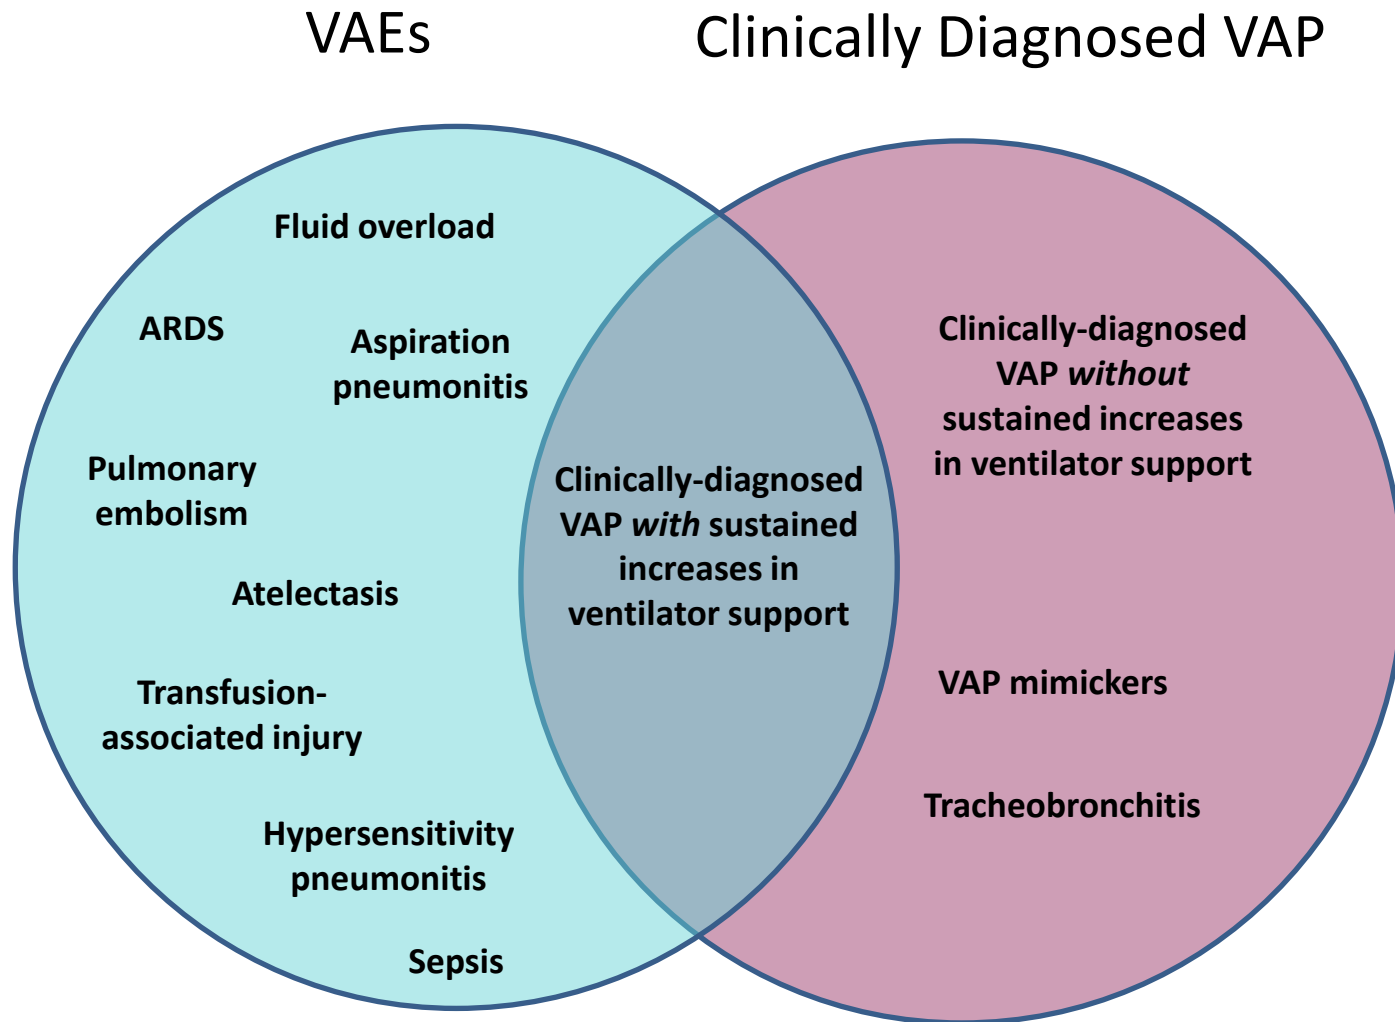 VAEs
Clinically Diagnosed VAP
Fluid overload
ARDS
Aspiration
pneumonitis
Pulmonary
embolism
Atelectasis
Transfusion-
associated injury
Hypersensitivity
pneumonitis
Sepsis
Clinically-diagnosed
VAP with sustained
increases in
ventilator support
Clinically-diagnosed
VAP without
sustained increases
in ventilator support
VAP mimickers
Tracheobronchitis